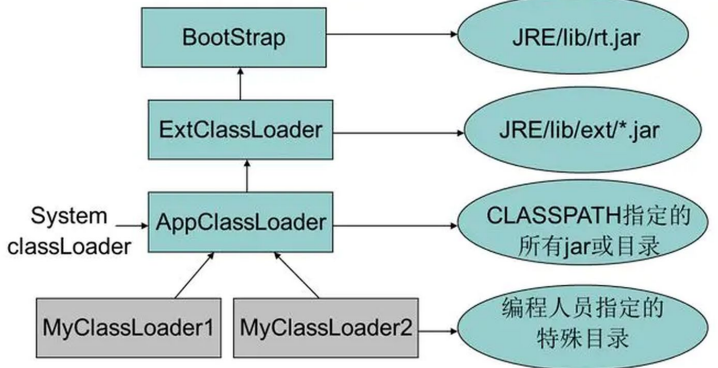 BootStrap
JRE/lib/rt.jar
ExtClassLoader
JRE/lib/ext/*.jar
System
classLoader
AppClassLoader
CLASSPATH指定的
所有jar或目录
MyClassLoader1
MyClassLoader2
编程人员指定的
特殊目录